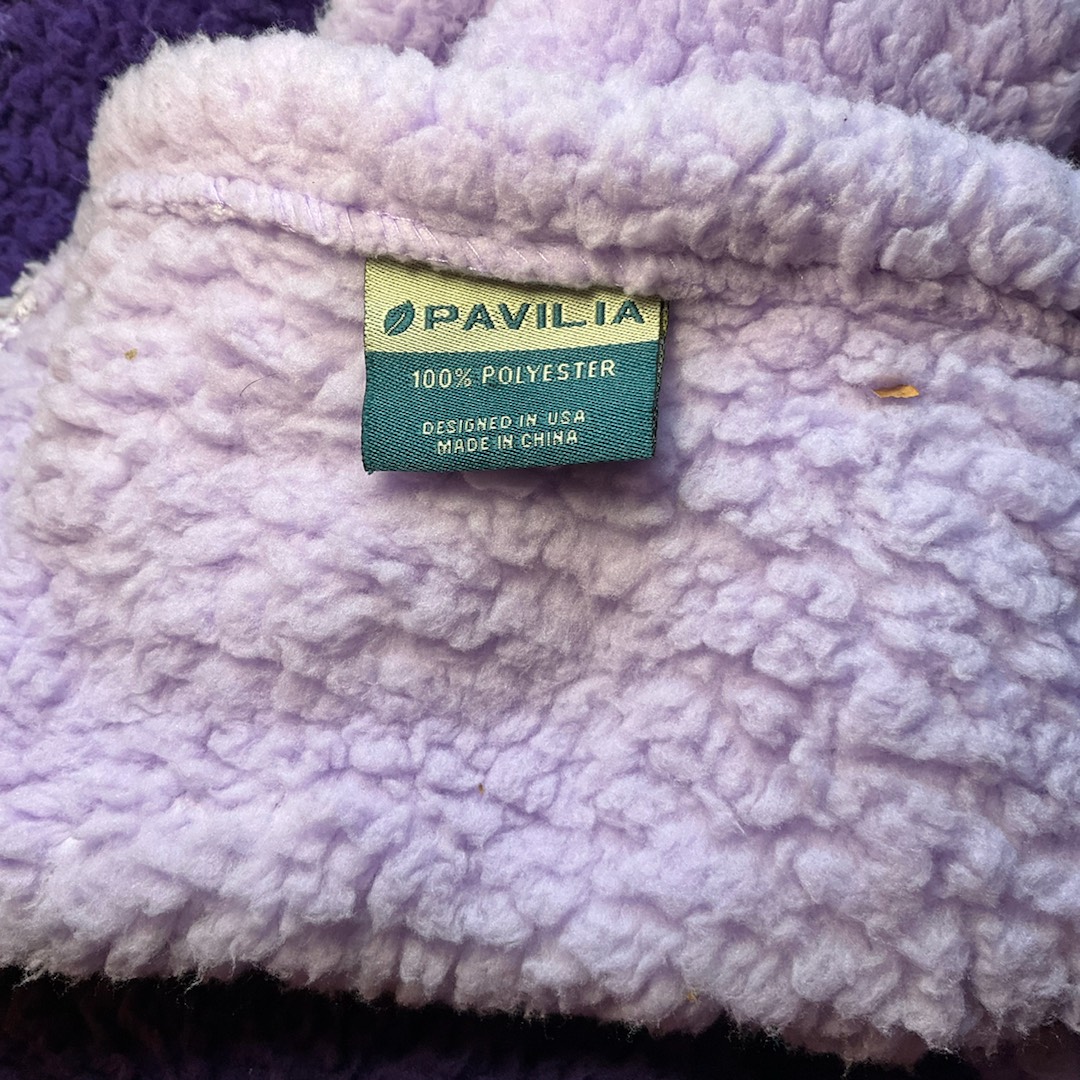 PAVILIA
100% POLYESTER
DESIGNED IN USA
MADE IN CHINA